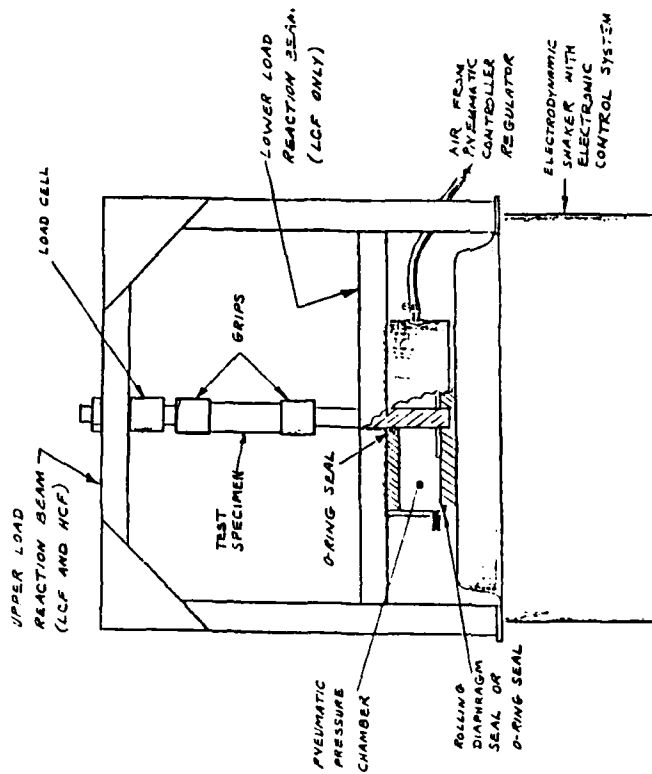 UPPER LOAD
REACTION BEAM
(LCF AND HCF)
LOAD CELL
GRIPS
TEST
SPECIMEN
LOWER LOAD
REACTION BEAM.
(LCF ONLY)
O-RING SEAL
AIR FROM
PNEUMATIC
CONTROLLER
REGULATOR
PNEUMATIC
PRESSURE
CHAMBER
ROLLING
DIAPHRAGM
SEAL OR
O-RING SEAL
ELECTRODYNAMIC
SHAKER WITH
ELECTRONIC
CONTROL SYSTEM